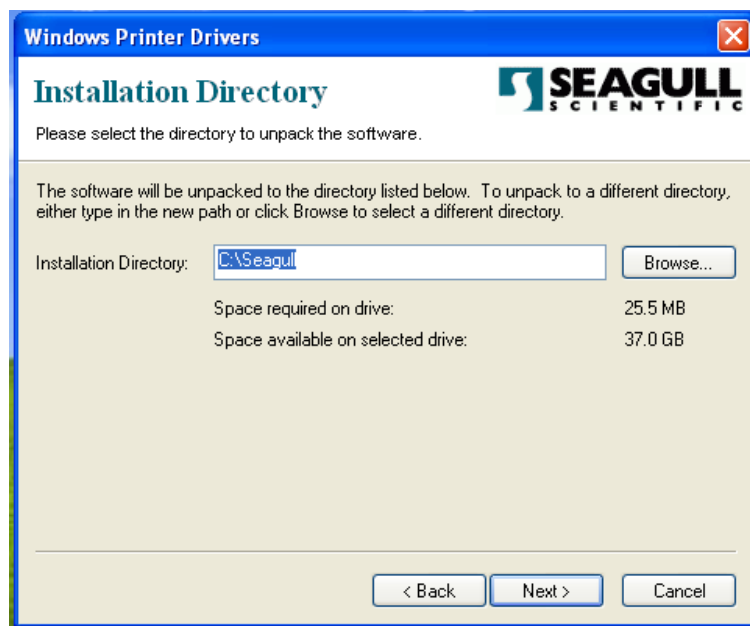 Windows Printer Drivers
Installation Directory
SEAGULL
SCIENTIFIC
Please select the directory to unpack the software.
The software will be unpacked to the directory listed below. To unpack to a different directory,
either type in the new path or click Browse to select a different directory.
Installation Directory: C:\Seagull Browse...
Space required on drive: 25.5 MB
Space available on selected drive: 37.0 GB
< Back Next > Cancel